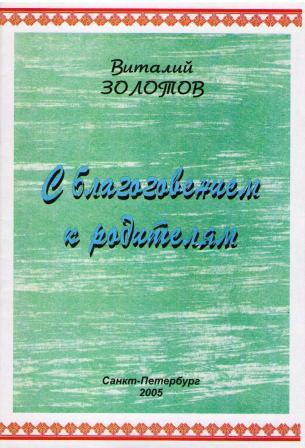 Виталий
ЗОЛОТОВ
С благоговением
к родителям
Санкт-Петербург
2005